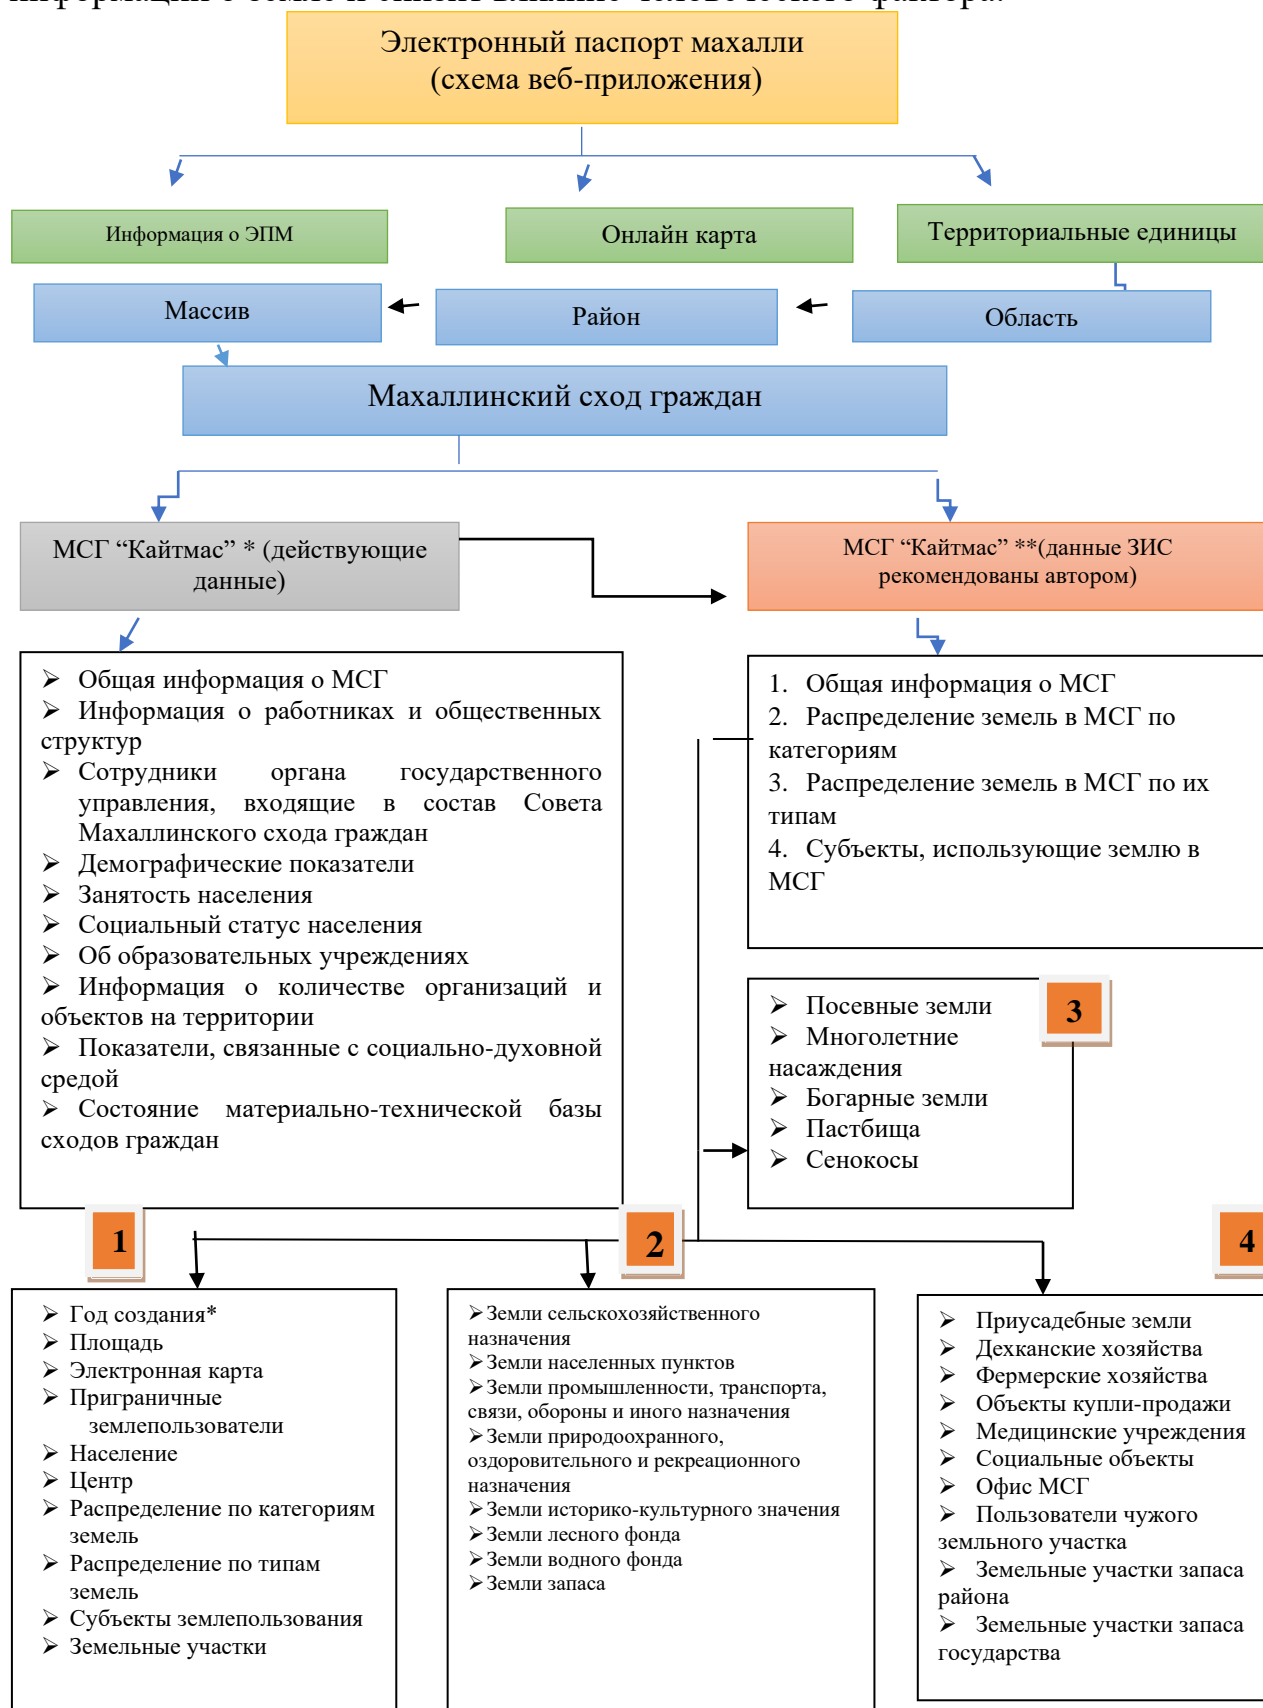 информации о земле и снизит влияние человеческого фактора.
Электронный паспорт махалли
(схема веб-приложения)
Информация о ЭПМ
Онлайн карта
Территориальные единицы
Массив
Район
Область
Махаллинский сход граждан
МСГ “Кайтмас” * (действующие
данные)
МСГ “Кайтмас” **(данные ЗИС
рекомендованы автором)
➢ Общая информация о МСГ
➢ Информация о работниках и общественных
структур
➢ Сотрудники органа государственного
управления, входящие в состав Совета
Махаллинского схода граждан
➢ Демографические показатели
➢ Занятость населения
➢ Социальный статус населения
➢ Об образовательных учреждениях
➢ Информация о количестве организаций и
объектов на территории
➢ Показатели, связанные с социально-духовной
средой
➢ Состояние материально-технической базы
сходов граждан
1. Общая информация о МСГ
2. Распределение земель в МСГ по
категориям
3. Распределение земель в МСГ по их
типам
4. Субъекты, использующие землю в
МСГ
3
➢ Посевные земли
➢ Многолетние
насаждения
➢ Богарные земли
➢ Пастбища
➢ Сенокосы
1
2
4
➢ Год создания*
➢ Площадь
➢ Электронная карта
➢ Приграничные
землепользователи
➢ Население
➢ Центр
➢ Распределение по категориям
земель
➢ Распределение по типам
земель
➢ Субъекты землепользования
➢ Земельные участки
➢Земли сельскохозяйственного
назначения
➢Земли населенных пунктов
➢Земли промышленности, транспорта,
связи, обороны и иного назначения
➢Земли природоохранного,
оздоровительного и рекреационного
назначения
➢Земли историко-культурного значения
➢Земли лесного фонда
➢Земли водного фонда
➢Земли запаса
➢ Приусадебные земли
➢ Дехканские хозяйства
➢ Фермерские хозяйства
➢ Объекты купли-продажи
➢ Медицинские учреждения
➢ Социальные объекты
➢ Офис МСГ
➢ Пользователи чужого
земльного участка
➢ Земельные участки запаса
района
➢ Земельные участки запаса
государства